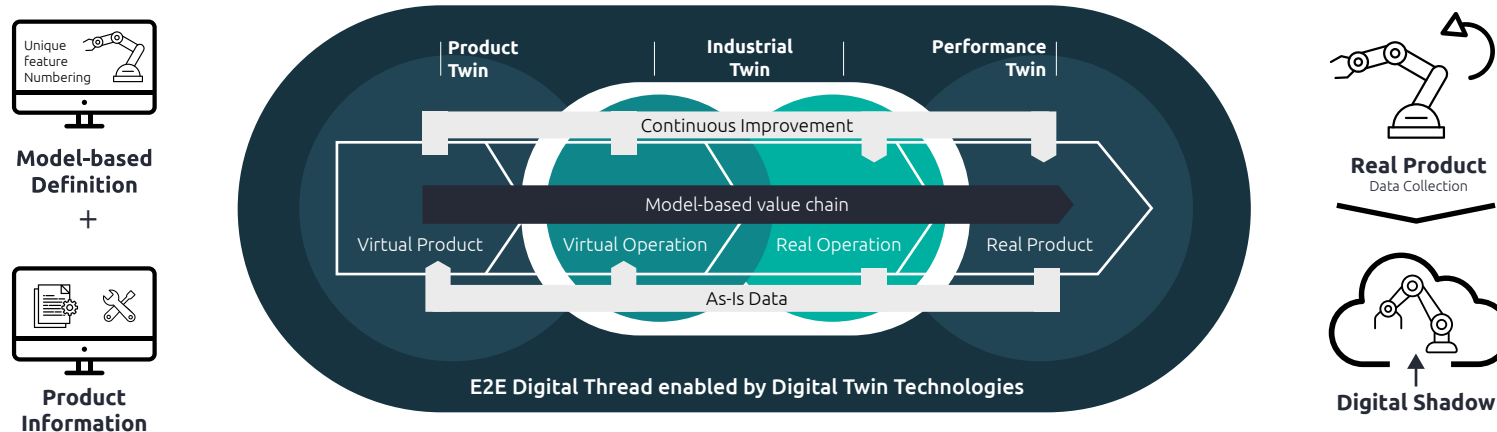 Unique
feature
Numbering
Model-based
Definition
+
Product
Information
Product
Twin
Industrial
Twin
Performance
Twin
Continuous Improvement
Model-based value chain
Virtual Product
Virtual Operation
Real Operation
Real Product
As-Is Data
E2E Digital Thread enabled by Digital Twin Technologies
Real Product
Data Collection
Digital Shadow